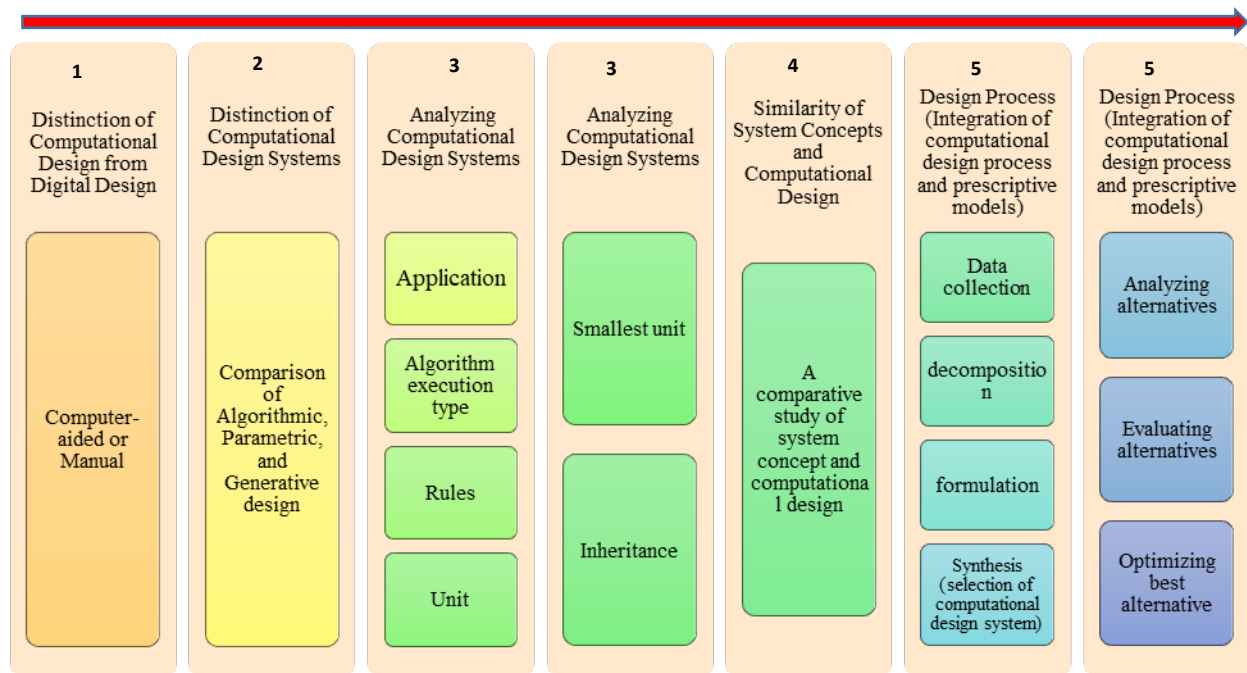 1
Distinction of
Computational
Design from
Digital Design
Computer-
aided or
Manual
2
Distinction of
Computational
Design Systems
Comparison
of
Algorithmic,
Parametric,
and
Generative
design
3
Analyzing
Computational
Design Systems
Application
Algorithm
execution
type
Rules
Unit
3
Analyzing
Computational
Design Systems
Smallest unit
Inheritance
4
Similarity of
System Concepts
and
Computational
Design
A
comparative
study of
system
concept and
computationa
l design
5
Design Process
(Integration of
computational
design process
and prescriptive
models)
Data
collection
decompositio
n
formulation
Synthesis
(selection of
computational
design system)
5
Design Process
(Integration of
computational
design process
and prescriptive
models)
Analyzing
alternatives
Evaluating
alternatives
Optimizing
best
alternative